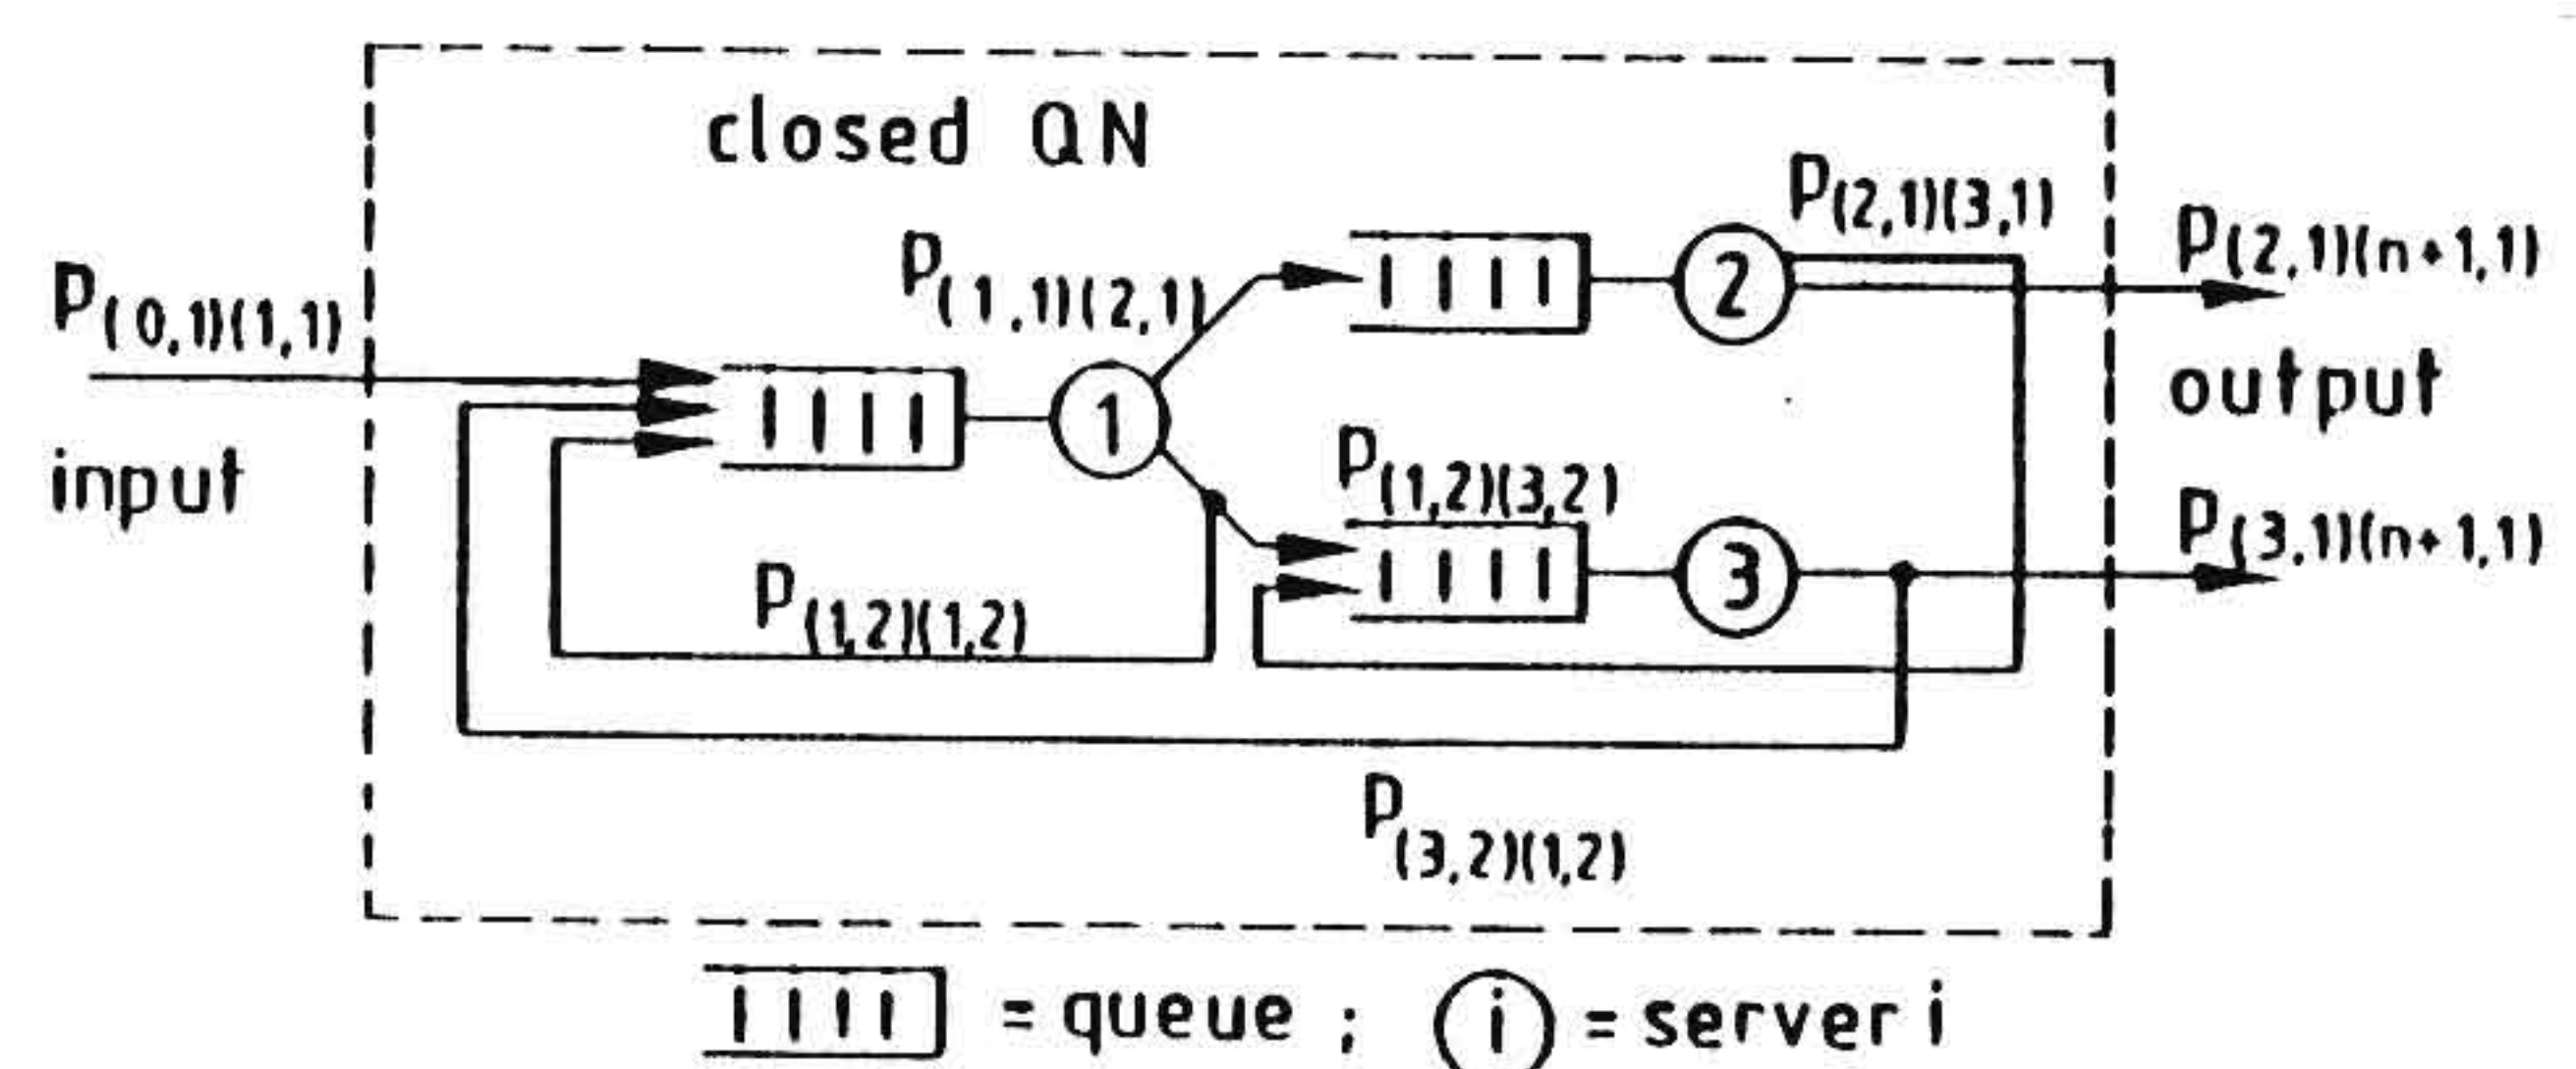 closed QN
P(2,1)(3,1)
P(1,1)(2,1)
P(2,1)(n+1,1)
P(0,1)(1,1)
output
1
2
input
P(1,2)(3,2)
P(3,1)(n+1,1)
3
P(1,2)(1,2)
P(3,2)(1,2)
= queue ; i = server i